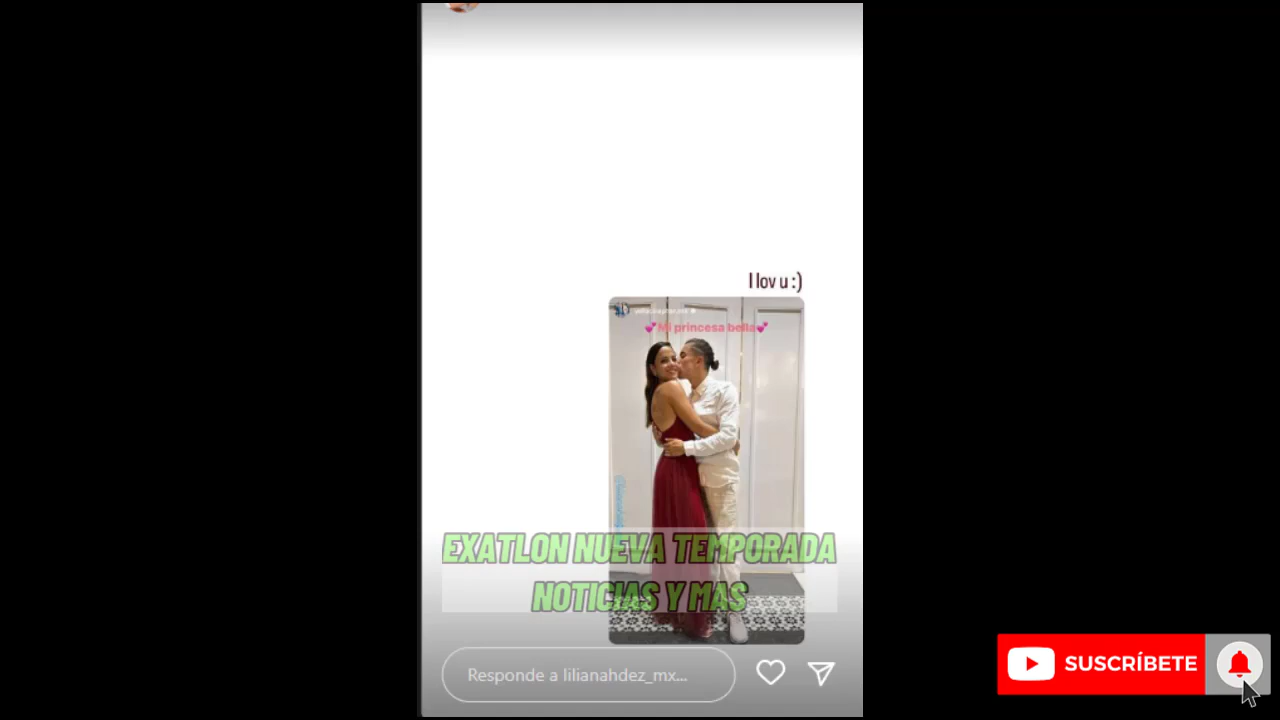 I lov u :)
💕Mi princesa bella💕
EXATLON NUEVA TEMPORADA
NOTICIAS Y MAS
Responde a lilianahdez_mx...
SUSCRÍBETE